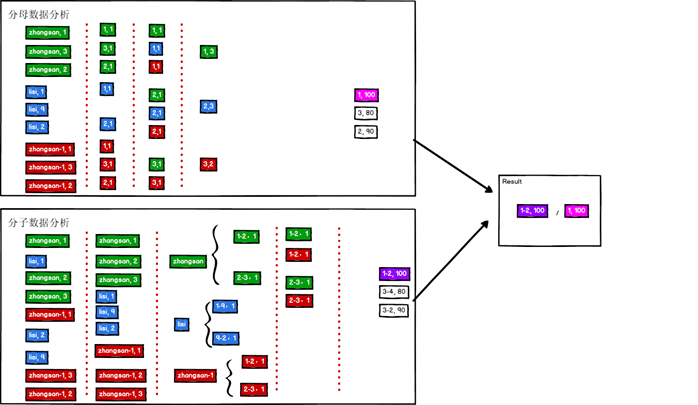 分母数据分析
zhangsan, 1
zhangsan, 3
zhangsan, 2
lisi, 1
lisi, 9
lisi, 2
zhangsan-1, 1
zhangsan-1, 3
zhangsan-1, 2
1, 1
3,1
2,1
1,1
2,1
1,1
3,1
2,1
1, 1
1,1
1,1
2,1
2,1
2,1
3,1
3,1
1, 3
2,3
3,2
1, 100
3, 80
2, 90
分子数据分析
zhangsan, 1
lisi, 1
zhangsan, 2
zhangsan, 3
zhangsan-1, 1
lisi, 2
lisi, 9
zhangsan-1, 3
zhangsan-1, 2
zhangsan, 1
zhangsan, 2
zhangsan, 3
lisi, 1
lisi, 9
lisi, 2
zhangsan-1, 1
zhangsan-1, 2
zhangsan-1, 3
zhangsan
1-2, 1
2-3, 1
lisi
1-9, 1
9-2, 1
zhangsan-1
1-2, 1
2-3, 1
1-2, 1
1-2, 1
2-3, 1
2-3, 1
1-2, 100
3-4, 80
3-2, 90
Result
1-2, 100 / 1, 100